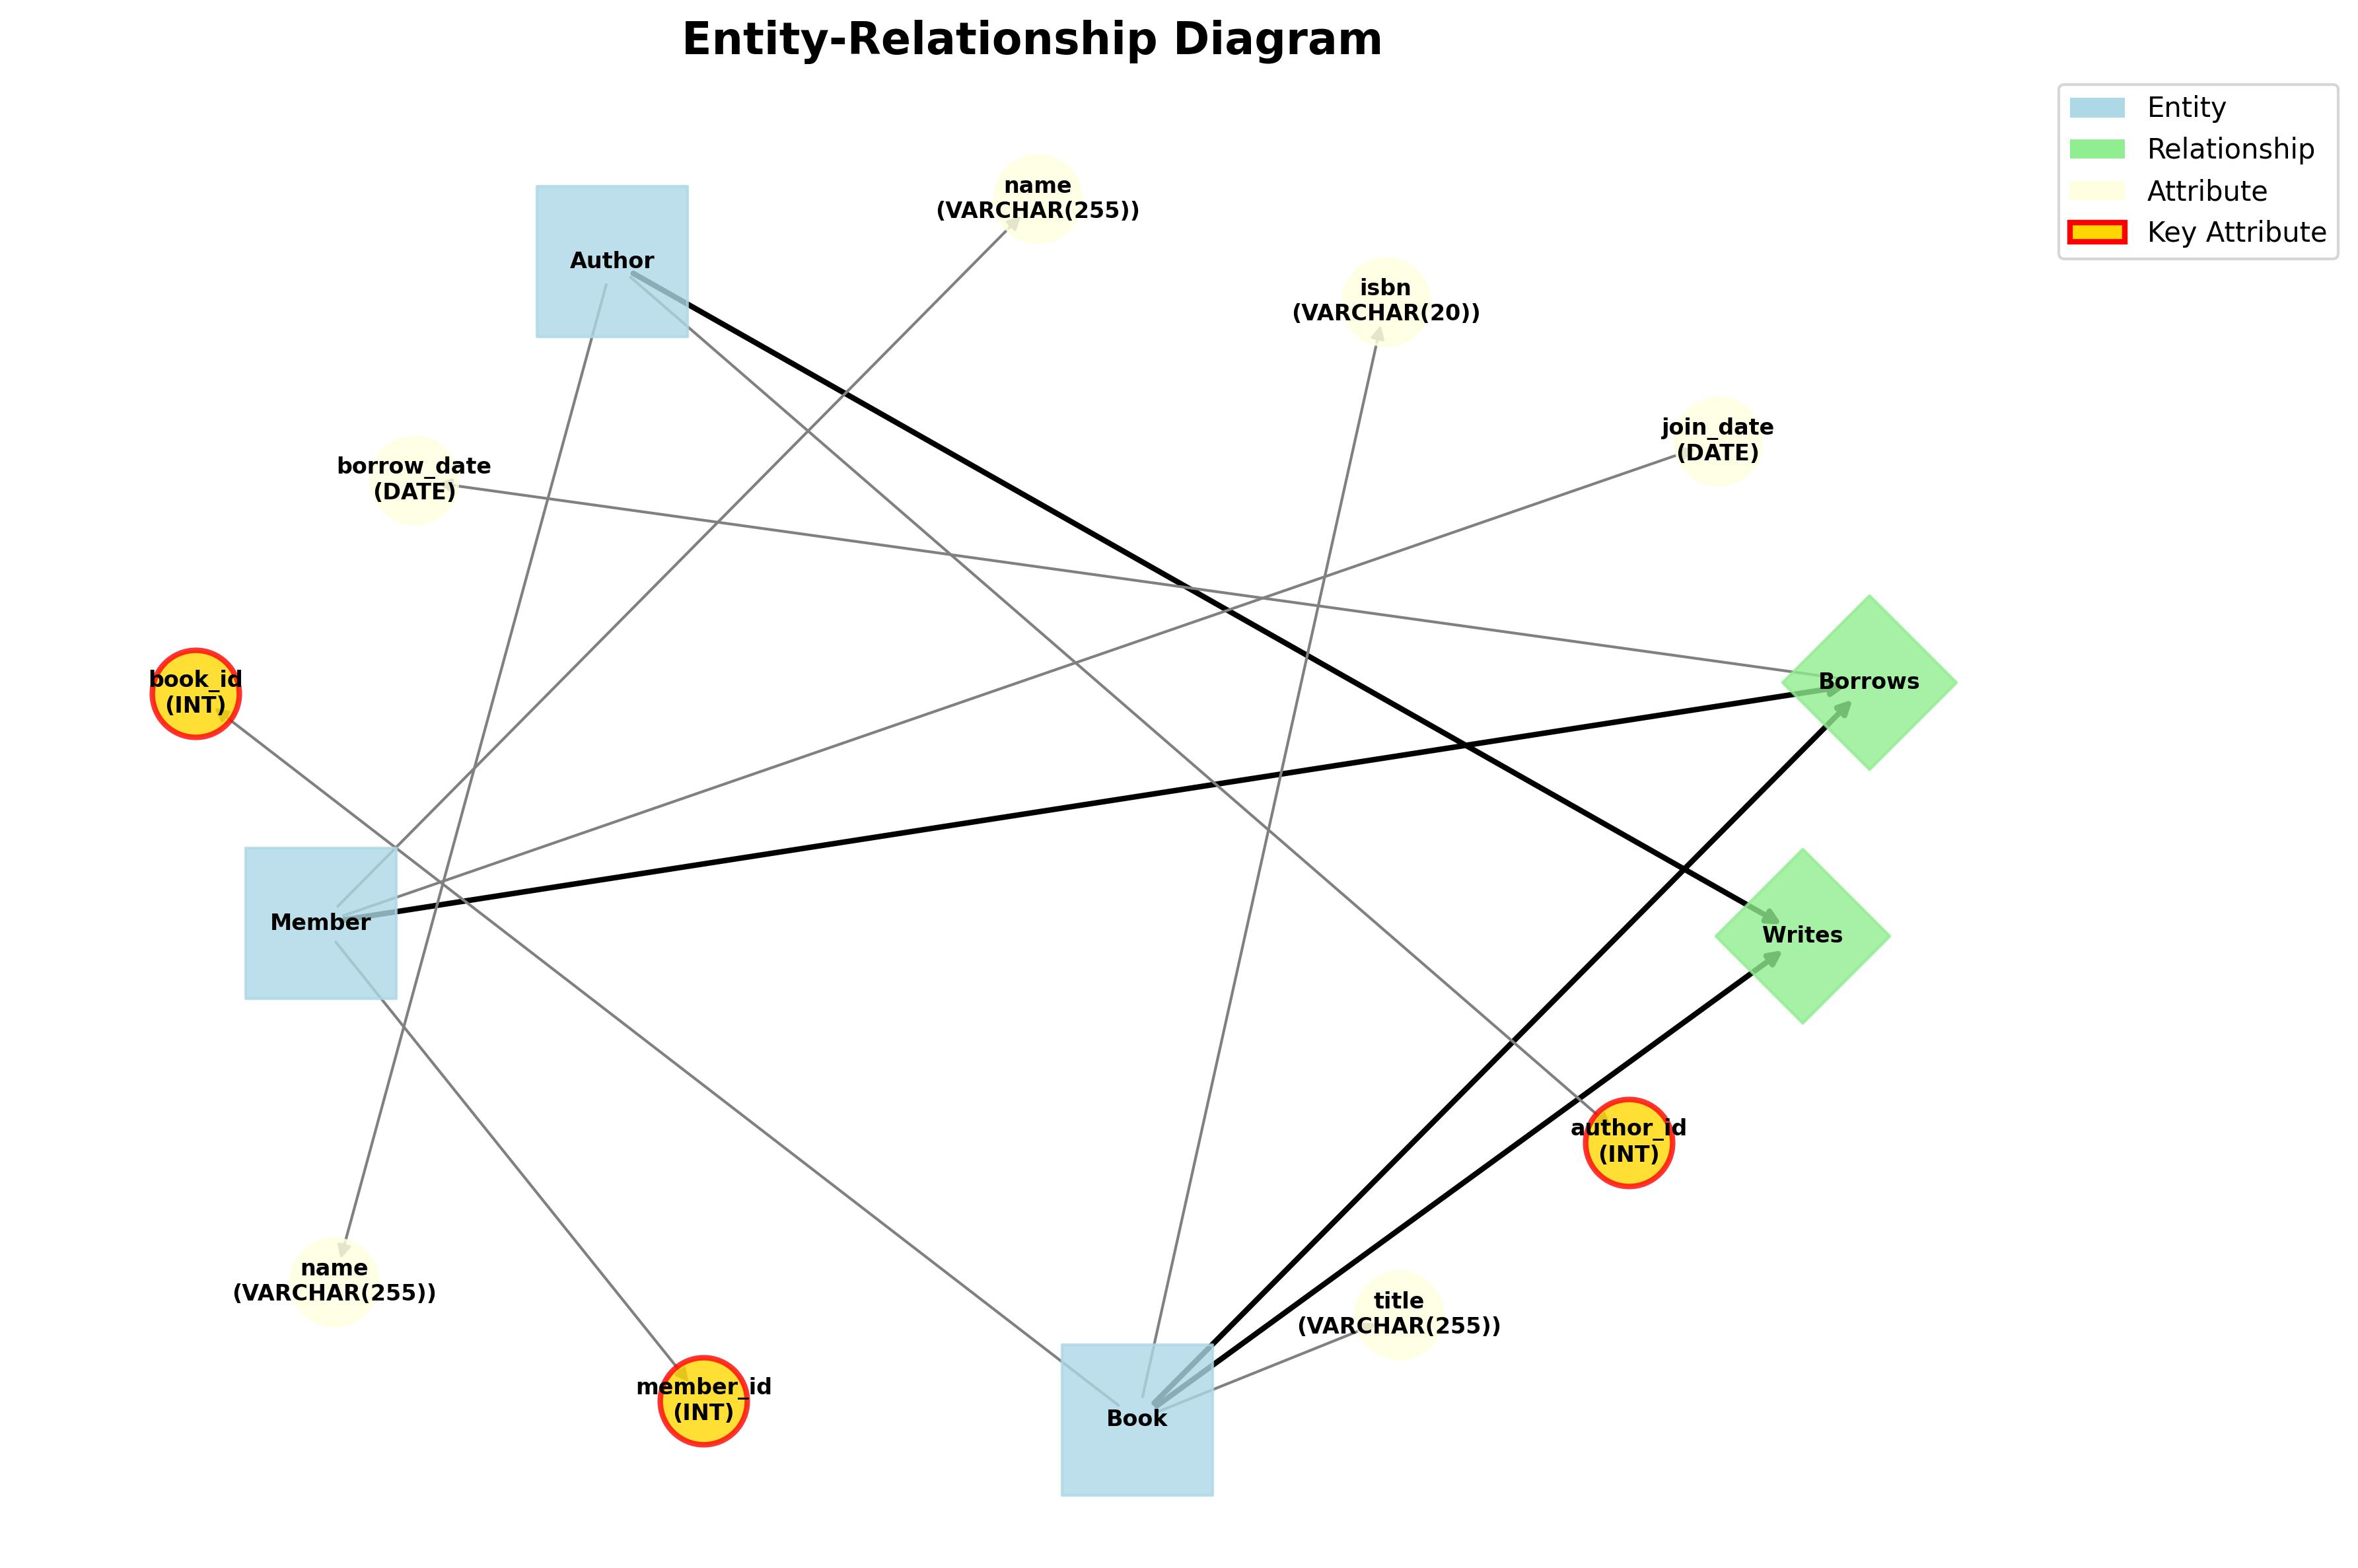 Entity-Relationship Diagram
Entity
Relationship
Attribute
Key Attribute
name
(VARCHAR(255))
Author
isbn
(VARCHAR(20))
join_date
(DATE)
borrow_date
(DATE)
book_id
(INT)
Borrows
Member
Writes
author_id
(INT)
name
(VARCHAR(255))
title
(VARCHAR(255))
member_id
(INT)
Book